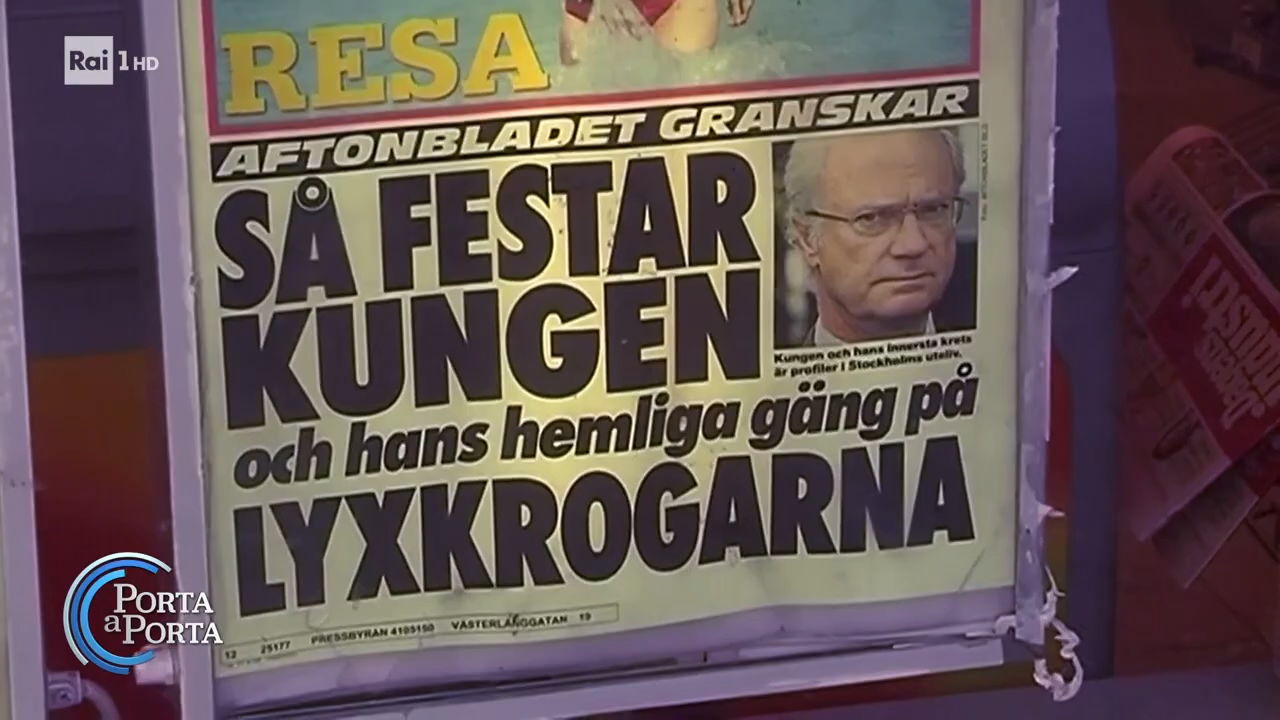 Rai 1 HD
RESA
AFTONBLADET GRANSKAR
SÅ FESTAR
KUNGEN
Kungen och hans innersta krets
är profiler i Stockholms uteliv.
och hans hemliga gäng på
LYXKROGARNA
12 25177 PRESSBYRÅN 4105150 VÄSTERLÅNGGATAN 19
PORTA
a PORTA